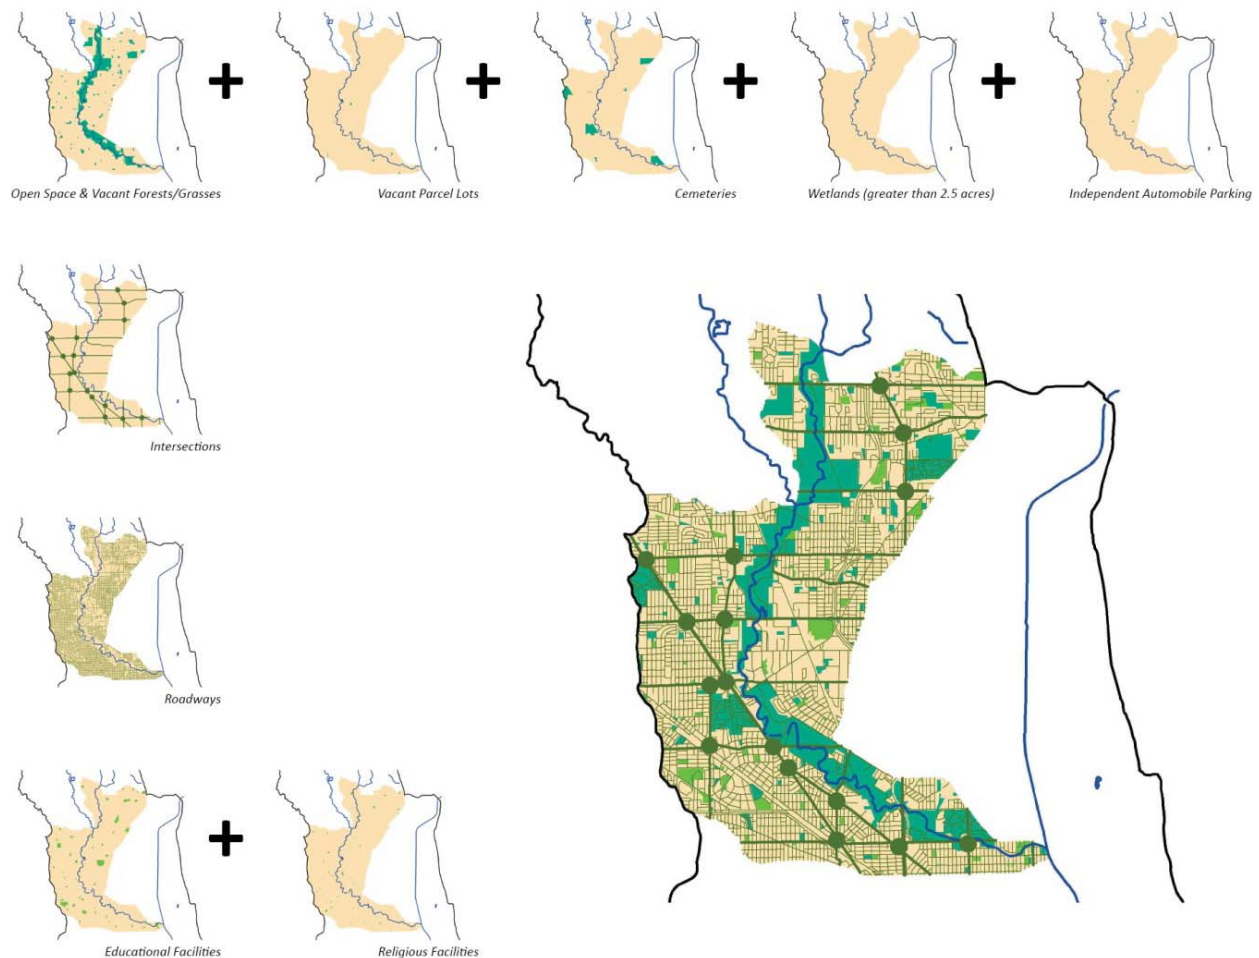 Open Space & Vacant Forests/Grasses
Vacant Parcel Lots
Cemeteries
Wetlands (greater than 2.5 acres)
Independent Automobile Parking
Intersections
Roadways
Educational Facilities
Religious Facilities